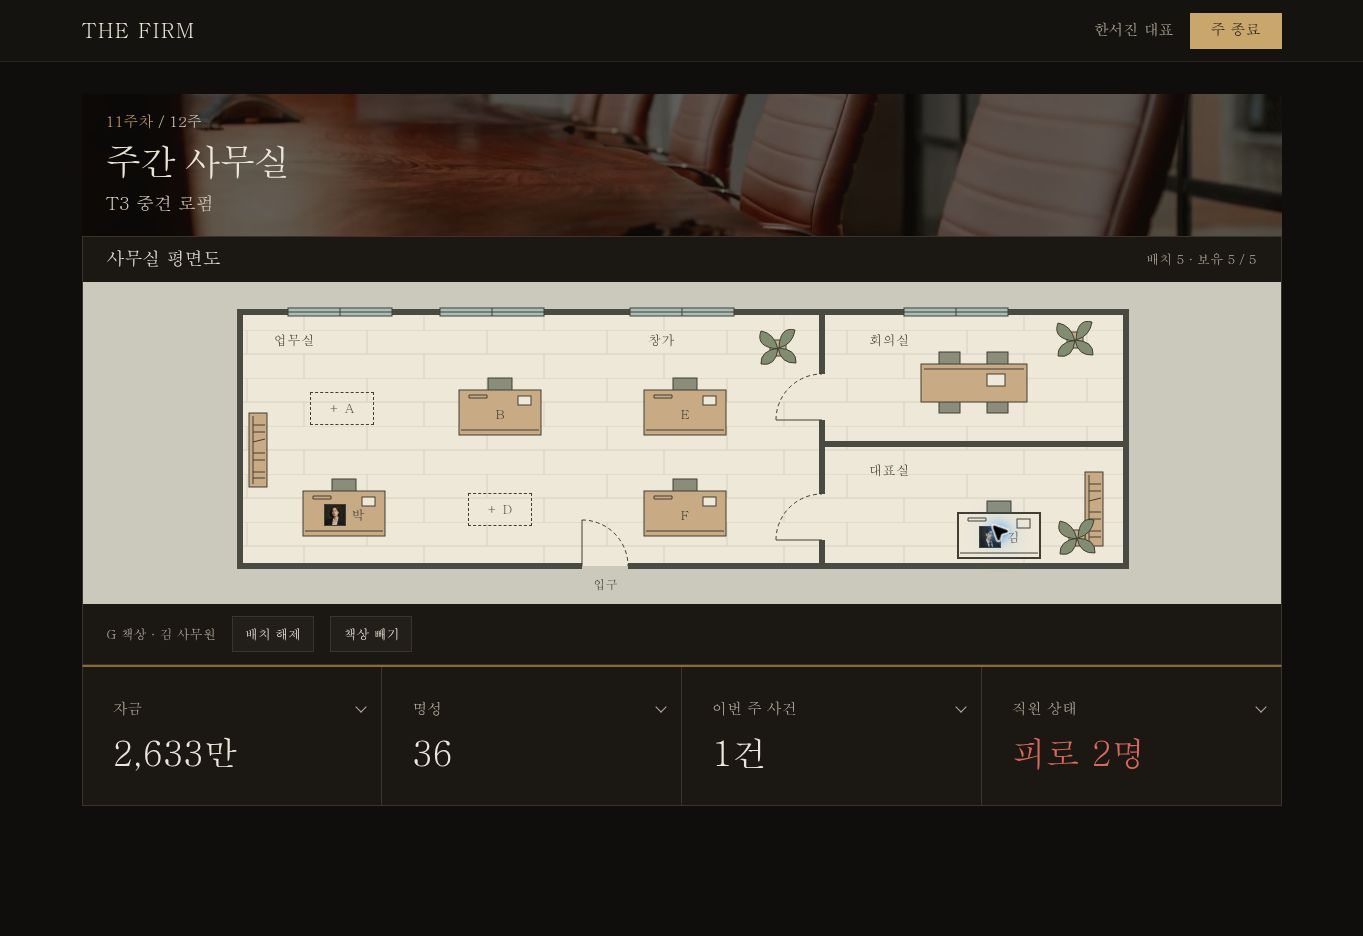 THE FIRM
한서진 대표
주 종료
11주차 / 12주
주간 사무실
T3 중견 로펌
사무실 평면도
배치 5 · 보유 5 / 5
업무실
창가
회의실
+ A
B
E
대표실
박
+ D
F
김
입구
G 책상 · 김 사무원
배치 해제
책상 빼기
자금
2,633만
명성
36
이번 주 사건
1건
직원 상태
피로 2명